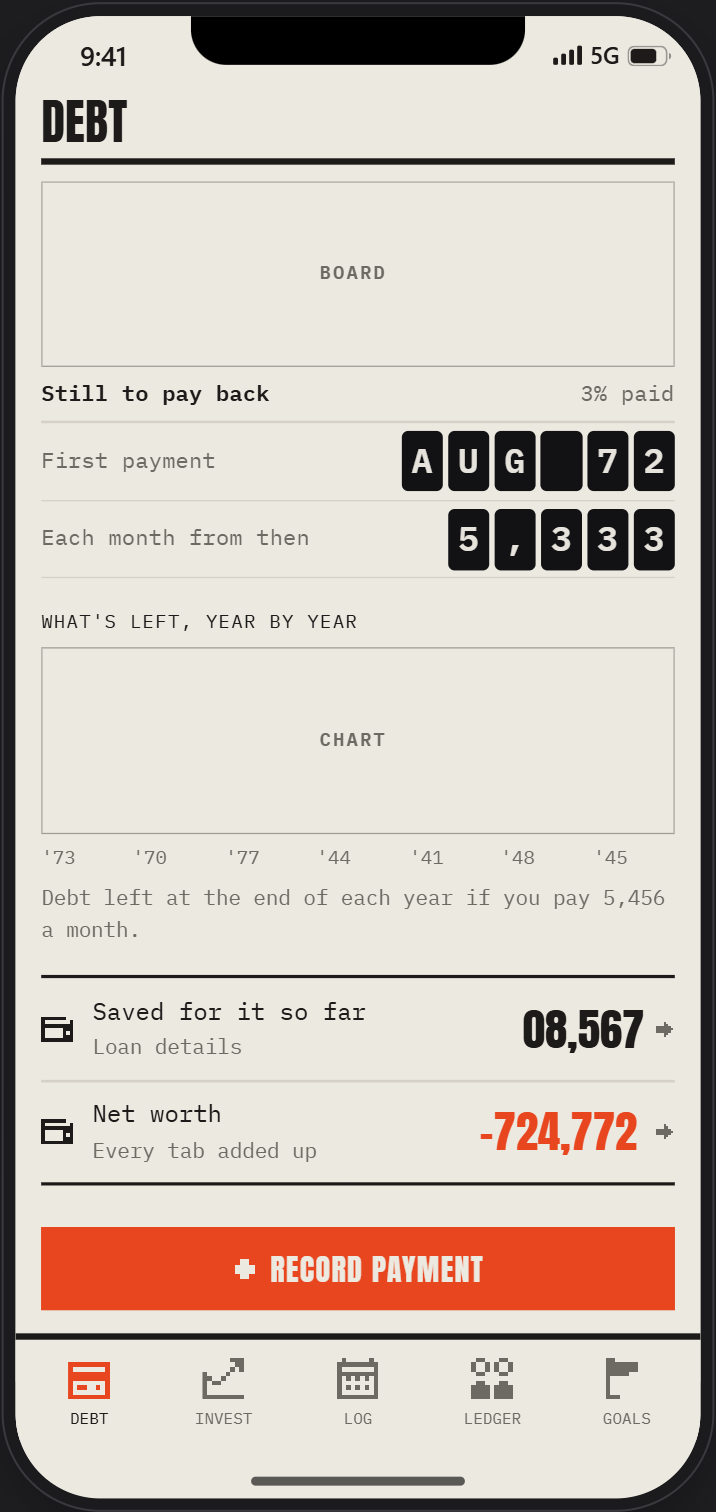 9:41
5G
DEBT
BOARD
Still to pay back 3% paid
First payment AUG 72
Each month from then 5,333
WHAT'S LEFT, YEAR BY YEAR
CHART
'73 '70 '77 '44 '41 '48 '45
Debt left at the end of each year if you pay 5,456
a month.
Saved for it so far 08,567
Loan details
Net worth -724,772
Every tab added up
RECORD PAYMENT
DEBT INVEST LOG LEDGER GOALS